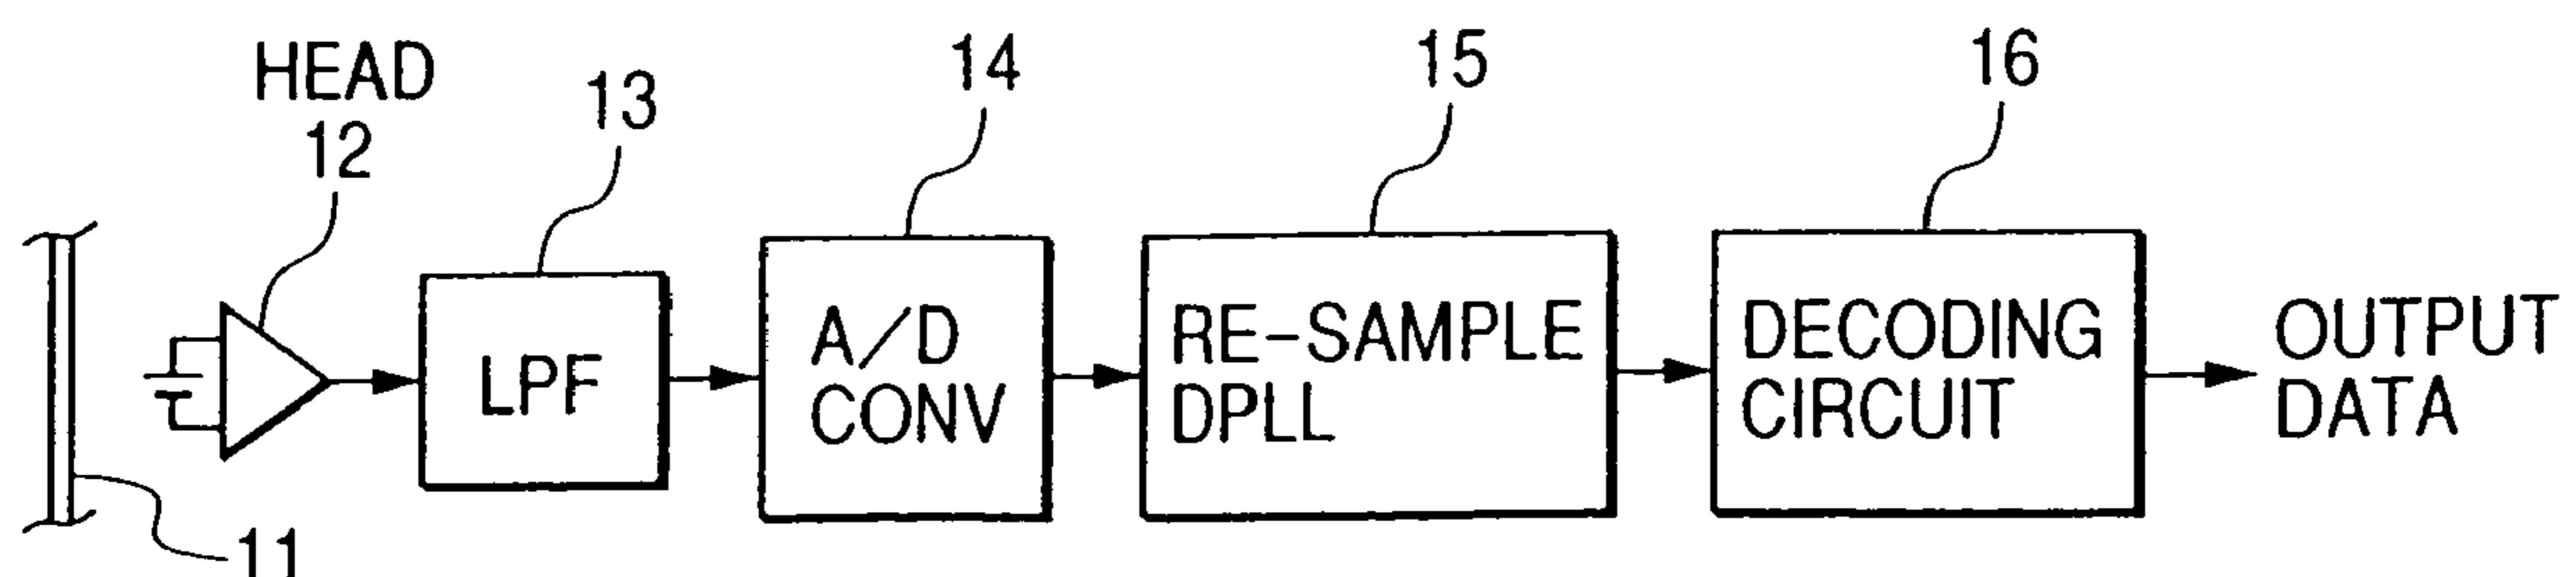 HEAD
12
13
14
15
16
LPF
A/D
CONV
RE-SAMPLE
DPLL
DECODING
CIRCUIT
OUTPUT
DATA
11